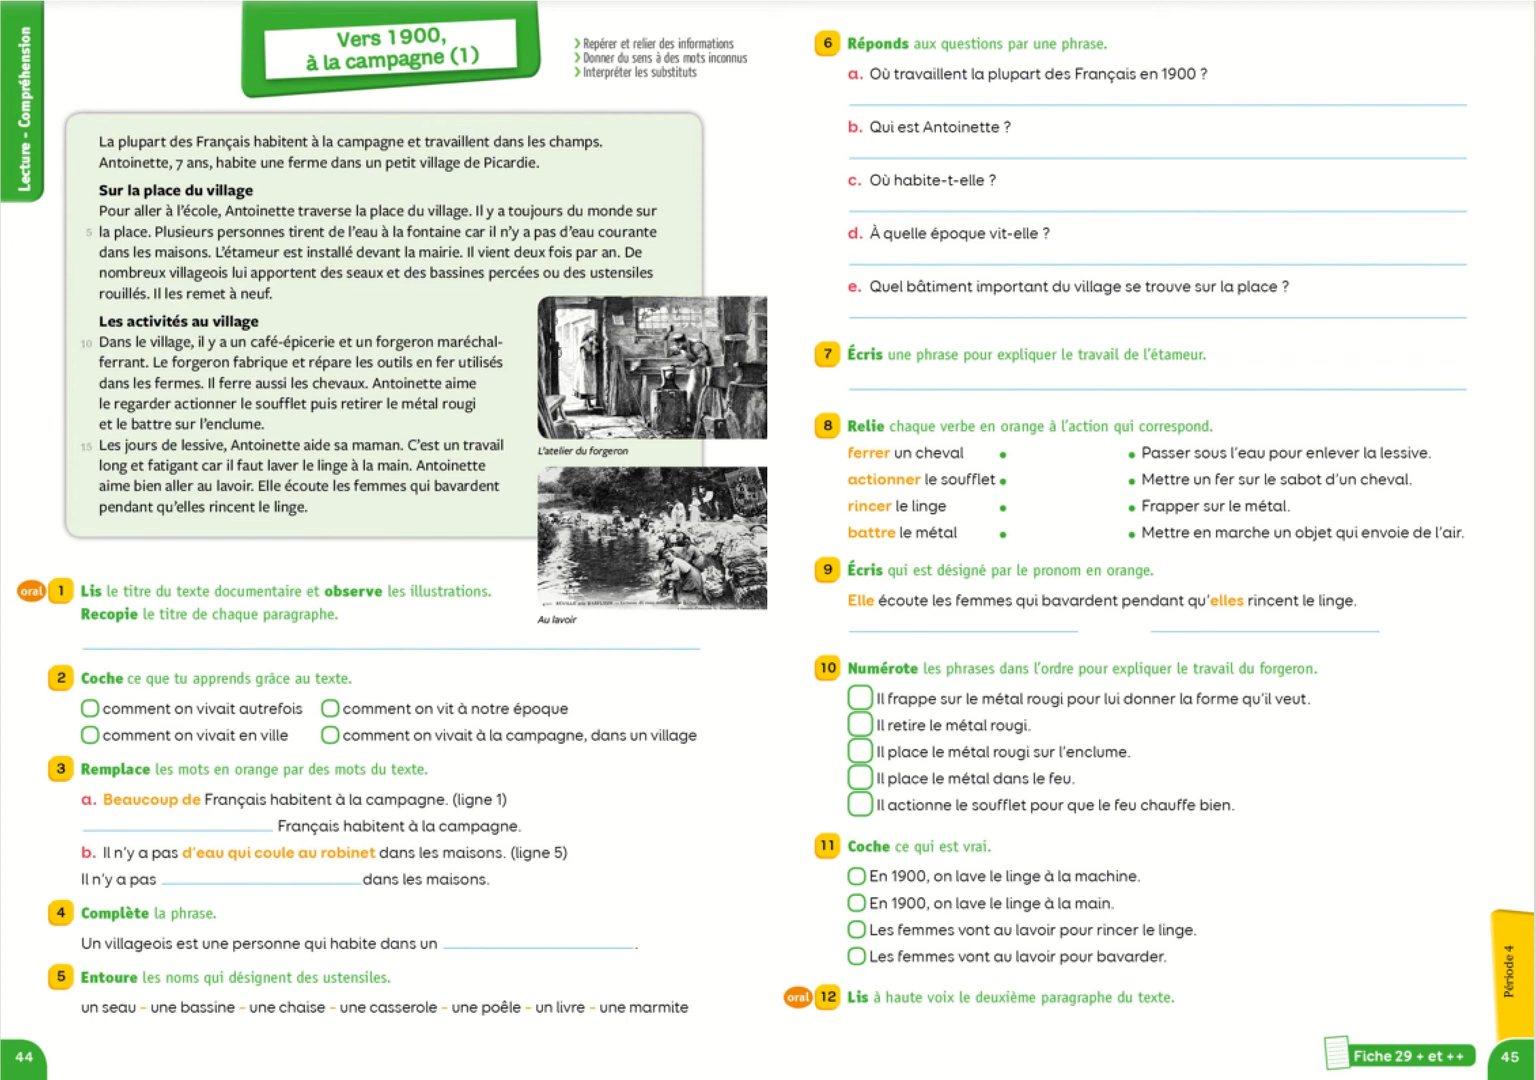 Lecture - Compréhension
Vers 1900,
à la campagne (1)
❯ Repérer et relier des informations
❯ Donner du sens à des mots inconnus
❯ Interpréter les substituts
La plupart des Français habitent à la campagne et travaillent dans les champs.
Antoinette, 7 ans, habite une ferme dans un petit village de Picardie.
Sur la place du village
Pour aller à l'école, Antoinette traverse la place du village. Il y a toujours du monde sur
5 la place. Plusieurs personnes tirent de l'eau à la fontaine car il n'y a pas d'eau courante
dans les maisons. L'étameur est installé devant la mairie. Il vient deux fois par an. De
nombreux villageois lui apportent des seaux et des bassines percées ou des ustensiles
rouillés. Il les remet à neuf.
Les activités au village
10 Dans le village, il y a un café-épicerie et un forgeron maréchal-
ferrant. Le forgeron fabrique et répare les outils en fer utilisés
dans les fermes. Il ferre aussi les chevaux. Antoinette aime
le regarder actionner le soufflet puis retirer le métal rougi
et le battre sur l'enclume.
15 Les jours de lessive, Antoinette aide sa maman. C'est un travail
long et fatigant car il faut laver le linge à la main. Antoinette
aime bien aller au lavoir. Elle écoute les femmes qui bavardent
pendant qu'elles rincent le linge.
L'atelier du forgeron
Au lavoir
oral 1 Lis le titre du texte documentaire et observe les illustrations.
Recopie le titre de chaque paragraphe.
2 Coche ce que tu apprends grâce au texte.
comment on vivait autrefois comment on vit à notre époque
comment on vivait en ville comment on vivait à la campagne, dans un village
3 Remplace les mots en orange par des mots du texte.
a. Beaucoup de Français habitent à la campagne. (ligne 1)
Français habitent à la campagne.
b. Il n'y a pas d'eau qui coule au robinet dans les maisons. (ligne 5)
Il n'y a pas dans les maisons.
4 Complète la phrase.
Un villageois est une personne qui habite dans un .
5 Entoure les noms qui désignent des ustensiles.
un seau - une bassine - une chaise - une casserole - une poêle - un livre - une marmite
44
6 Réponds aux questions par une phrase.
a. Où travaillent la plupart des Français en 1900 ?
b. Qui est Antoinette ?
c. Où habite-t-elle ?
d. À quelle époque vit-elle ?
e. Quel bâtiment important du village se trouve sur la place ?
7 Écris une phrase pour expliquer le travail de l'étameur.
8 Relie chaque verbe en orange à l'action qui correspond.
ferrer un cheval • • Passer sous l'eau pour enlever la lessive.
actionner le soufflet • • Mettre un fer sur le sabot d'un cheval.
rincer le linge • • Frapper sur le métal.
battre le métal • • Mettre en marche un objet qui envoie de l'air.
9 Écris qui est désigné par le pronom en orange.
Elle écoute les femmes qui bavardent pendant qu'elles rincent le linge.
10 Numérote les phrases dans l'ordre pour expliquer le travail du forgeron.
Il frappe sur le métal rougi pour lui donner la forme qu'il veut.
Il retire le métal rougi.
Il place le métal rougi sur l'enclume.
Il place le métal dans le feu.
Il actionne le soufflet pour que le feu chauffe bien.
11 Coche ce qui est vrai.
En 1900, on lave le linge à la machine.
En 1900, on lave le linge à la main.
Les femmes vont au lavoir pour rincer le linge.
Les femmes vont au lavoir pour bavarder.
oral 12 Lis à haute voix le deuxième paragraphe du texte.
Période 4
Fiche 29 + et ++
45